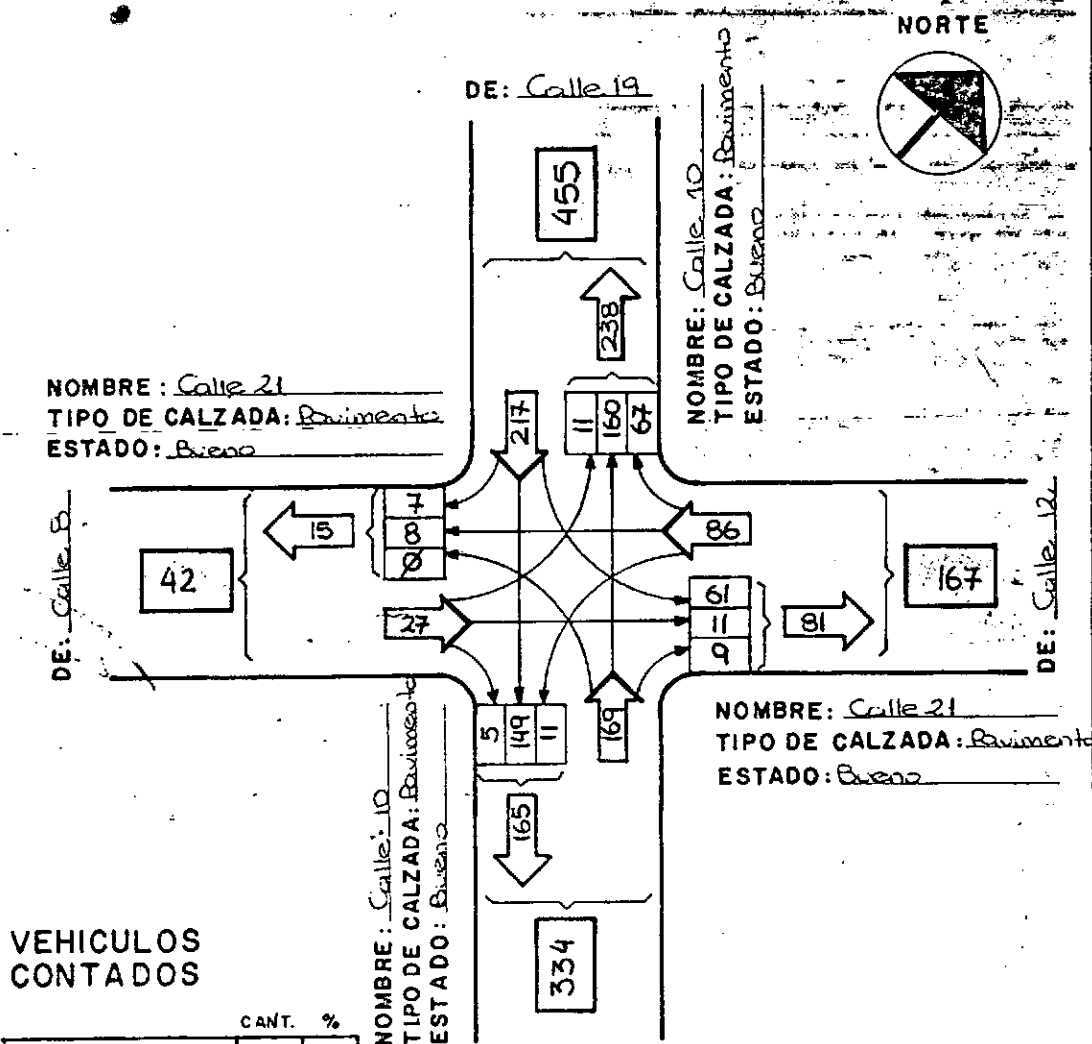 NORTE
DE: Calle 19
455
238
NOMBRE: Calle 10
TIPO DE CALZADA: Pavimento
ESTADO: Bueno
NOMBRE: Calle 21
TIPO DE CALZADA: Pavimento
ESTADO: Bueno
217
11 160 67
DE: Calle 8
42
15
7
8
Ø
86
27
61
11
9
81
167
DE: Calle 12
5 149 11
169
165
334
NOMBRE: Calle 21
TIPO DE CALZADA: Pavimento
ESTADO: Bueno
NOMBRE: Calle 10
TIPO DE CALZADA: Pavimento
ESTADO: Bueno
VEHICULOS
CONTADOS
CANT. %